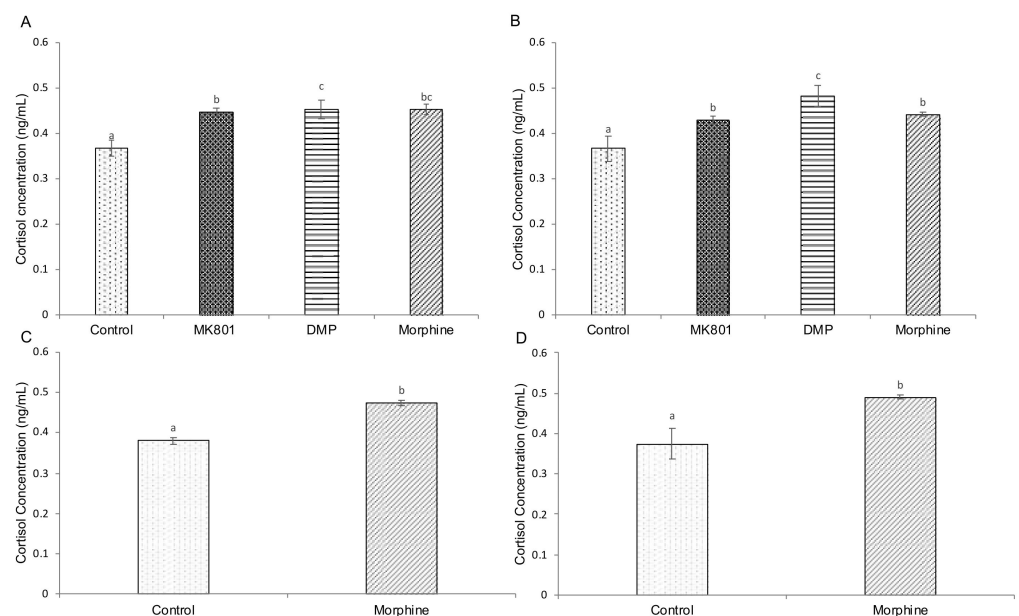 A
Cortisol cncentration (ng/mL)
0.6
0.5
0.4
0.3
0.2
0.1
0
a
b
c
bc
Control MK801 DMP Morphine
B
Cortisol Concentration (ng/mL)
0.6
0.5
0.4
0.3
0.2
0.1
0
a
b
c
b
Control MK801 DMP Morphine
C
Cortisol Concentration (ng/mL)
0.6
0.5
0.4
0.3
0.2
0.1
0
a
b
Control Morphine
D
Cortisol Concentration (ng/mL)
0.6
0.5
0.4
0.3
0.2
0.1
0
a
b
Control Morphine